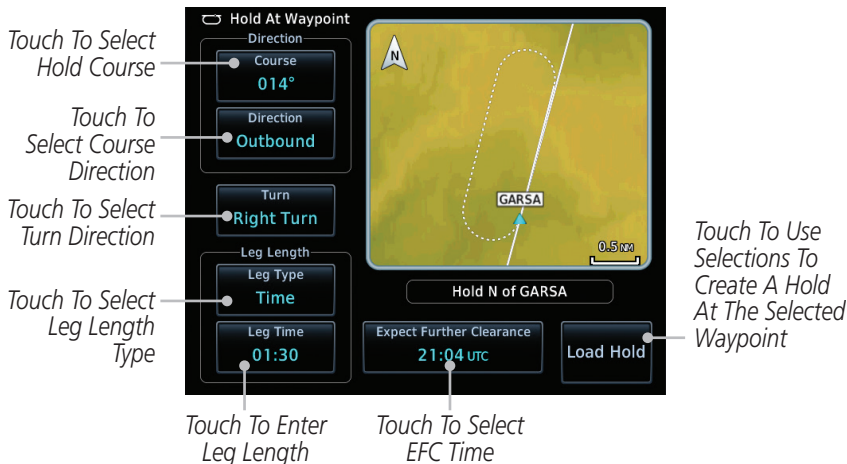 Hold At Waypoint
Touch To Select
Hold Course
Direction
Course
014°
Touch To
Select Course
Direction
Direction
Outbound
Touch To Select
Turn Direction
Turn
Right Turn
Touch To Select
Leg Length
Type
Leg Length
Leg Type
Time
Leg Time
01:30
Touch To Enter
Leg Length
N
GARSA
0.5 NM
Hold N of GARSA
Expect Further Clearance
21:04 UTC
Touch To Select
EFC Time
Load Hold
Touch To Use
Selections To
Create A Hold
At The Selected
Waypoint